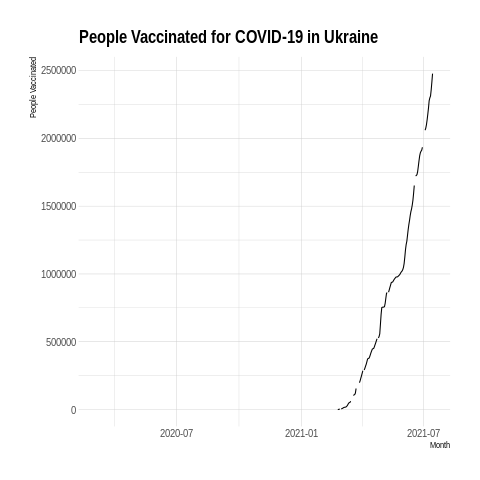 People Vaccinated for COVID-19 in Ukraine
People Vaccinated
2500000
2000000
1500000
1000000
500000
0
2020-07 2021-01 2021-07
Month